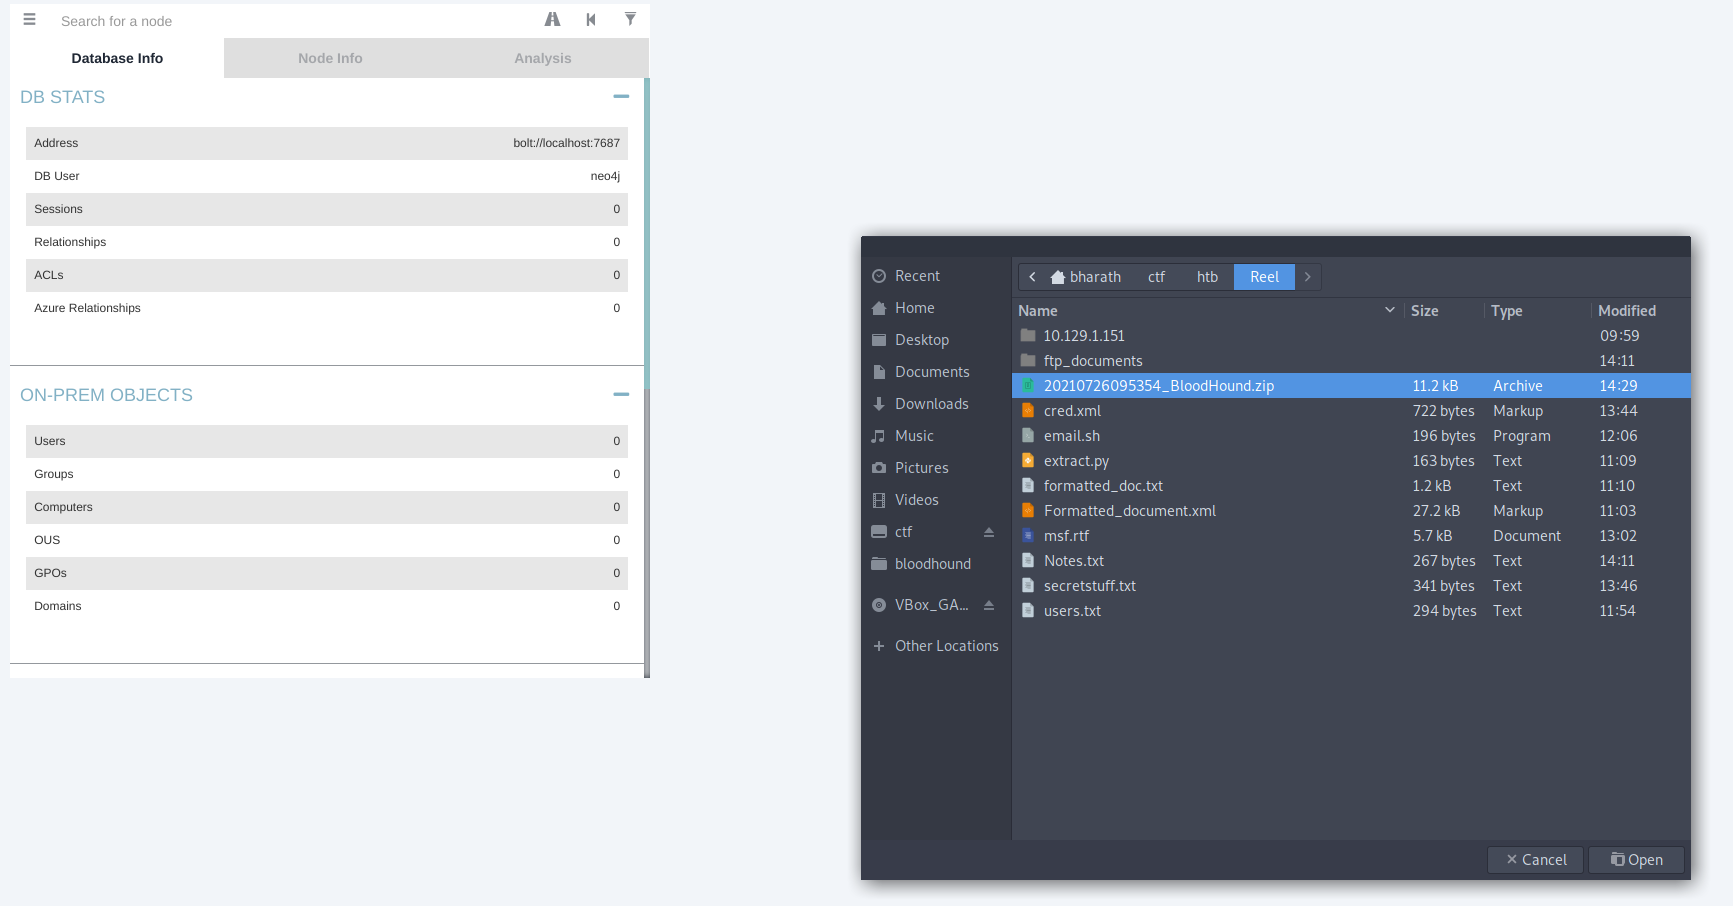 Search for a node
Database Info Node Info Analysis
DB STATS
Address bolt://localhost:7687
DB User neo4j
Sessions 0
Relationships 0
ACLs 0
Azure Relationships 0
ON-PREM OBJECTS
Users 0
Groups 0
Computers 0
OUS 0
GPOs 0
Domains 0
Recent
Home
Desktop
Documents
Downloads
Music
Pictures
Videos
ctf
bloodhound
VBox_GA...
Other Locations
bharath ctf htb Reel
Name Size Type Modified
10.129.1.151 09:59
ftp_documents 14:11
20210726095354_BloodHound.zip 11.2 kB Archive 14:29
cred.xml 722 bytes Markup 13:44
email.sh 196 bytes Program 12:06
extract.py 163 bytes Text 11:09
formatted_doc.txt 1.2 kB Text 11:10
Formatted_document.xml 27.2 kB Markup 11:03
msf.rtf 5.7 kB Document 13:02
Notes.txt 267 bytes Text 14:11
secretstuff.txt 341 bytes Text 13:46
users.txt 294 bytes Text 11:54
Cancel Open